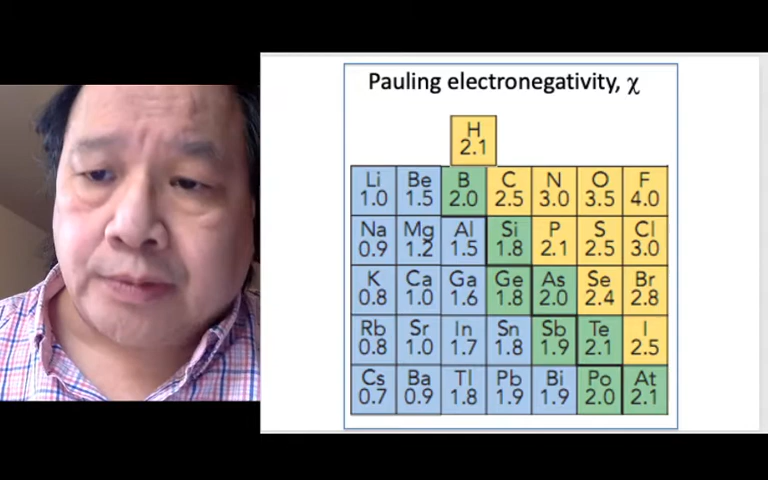 Pauling electronegativity, χ
H
2.1
Li Be B C N O F
1.0 1.5 2.0 2.5 3.0 3.5 4.0
Na Mg Al Si P S Cl
0.9 1.2 1.5 1.8 2.1 2.5 3.0
K Ca Ga Ge As Se Br
0.8 1.0 1.6 1.8 2.0 2.4 2.8
Rb Sr In Sn Sb Te I
0.8 1.0 1.7 1.8 1.9 2.1 2.5
Cs Ba Tl Pb Bi Po At
0.7 0.9 1.8 1.9 1.9 2.0 2.1